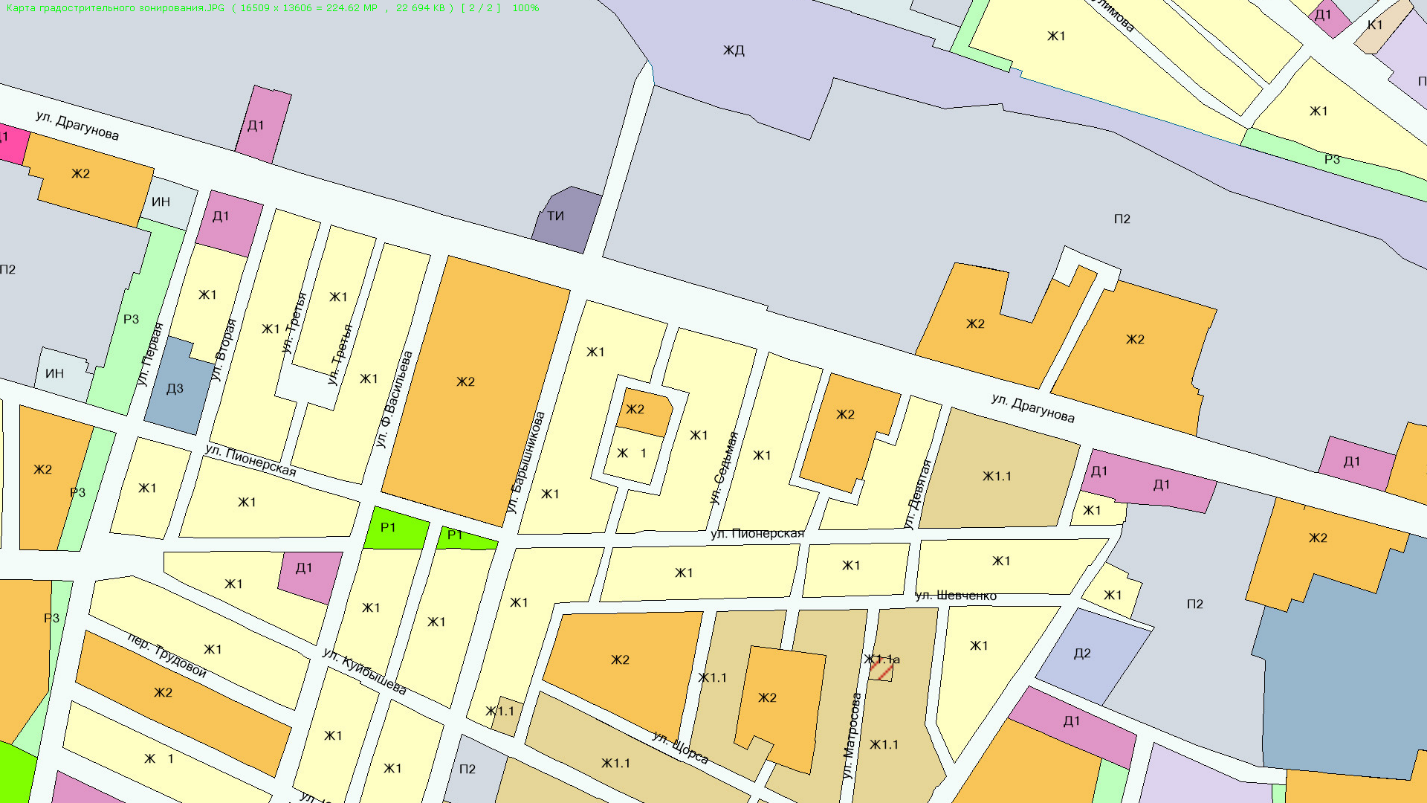 Карта градостроительного зонирования.JPG ( 16509 x 13606 = 224.62 MP , 22 694 KB ) [ 2 / 2 ] 100%
Д1
К1
Ж1
ЖД
Ж1
ул. Драгунова
Д1
Р3
Ж2
ИН
Д1
ТИ
П2
П2
Ж1
Ж1
Ж1
ул. Третья
Р3
Ж2
Ж2
ул. Первая
ул. Вторая
ул. Третья
Ж1
ИН
Д3
Ж1
Ж2
ул. Ф.Васильева
Ж2
Ж2
ул. Драгунова
Ж1
Ж 1
ул. Седьмая
Ж1
ул. Пионерская
ул. Барышникова
Ж2
Р3
Ж1
Ж1
Ж1
ул. Девятая
Ж1.1
Д1
Д1
Д1
Ж1
Р1
Р1
ул. Пионерская
Ж2
Ж1
Д1
Ж1
Ж1
Ж1
Ж1
ул. Шевченко
Ж1
П2
Р3
Ж1
Ж1
Ж1
пер. Трудовой
Ж1
ул. Куйбышева
Ж2
Ж1.1а
Ж1
Д2
Ж2
Ж1.1
Ж2
Ж1.1
Ж1
ул. Щорса
ул. Матросова
Ж1.1
Д1
Ж 1
Ж1
П2
Ж1.1